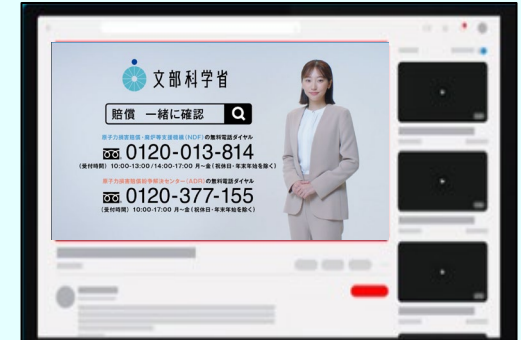 文部科学省
賠償 一緒に確認
原子力損害賠償・廃炉等支援機構(NDF)の無料電話ダイヤル
0120-013-814
(受付時間) 10:00-13:00/14:00-17:00 月~金(祝休日・年末年始を除く)
原子力損害賠償紛争解決センター(ADR)の無料電話ダイヤル
0120-377-155
(受付時間) 10:00-17:00 月~金(祝休日・年末年始を除く)